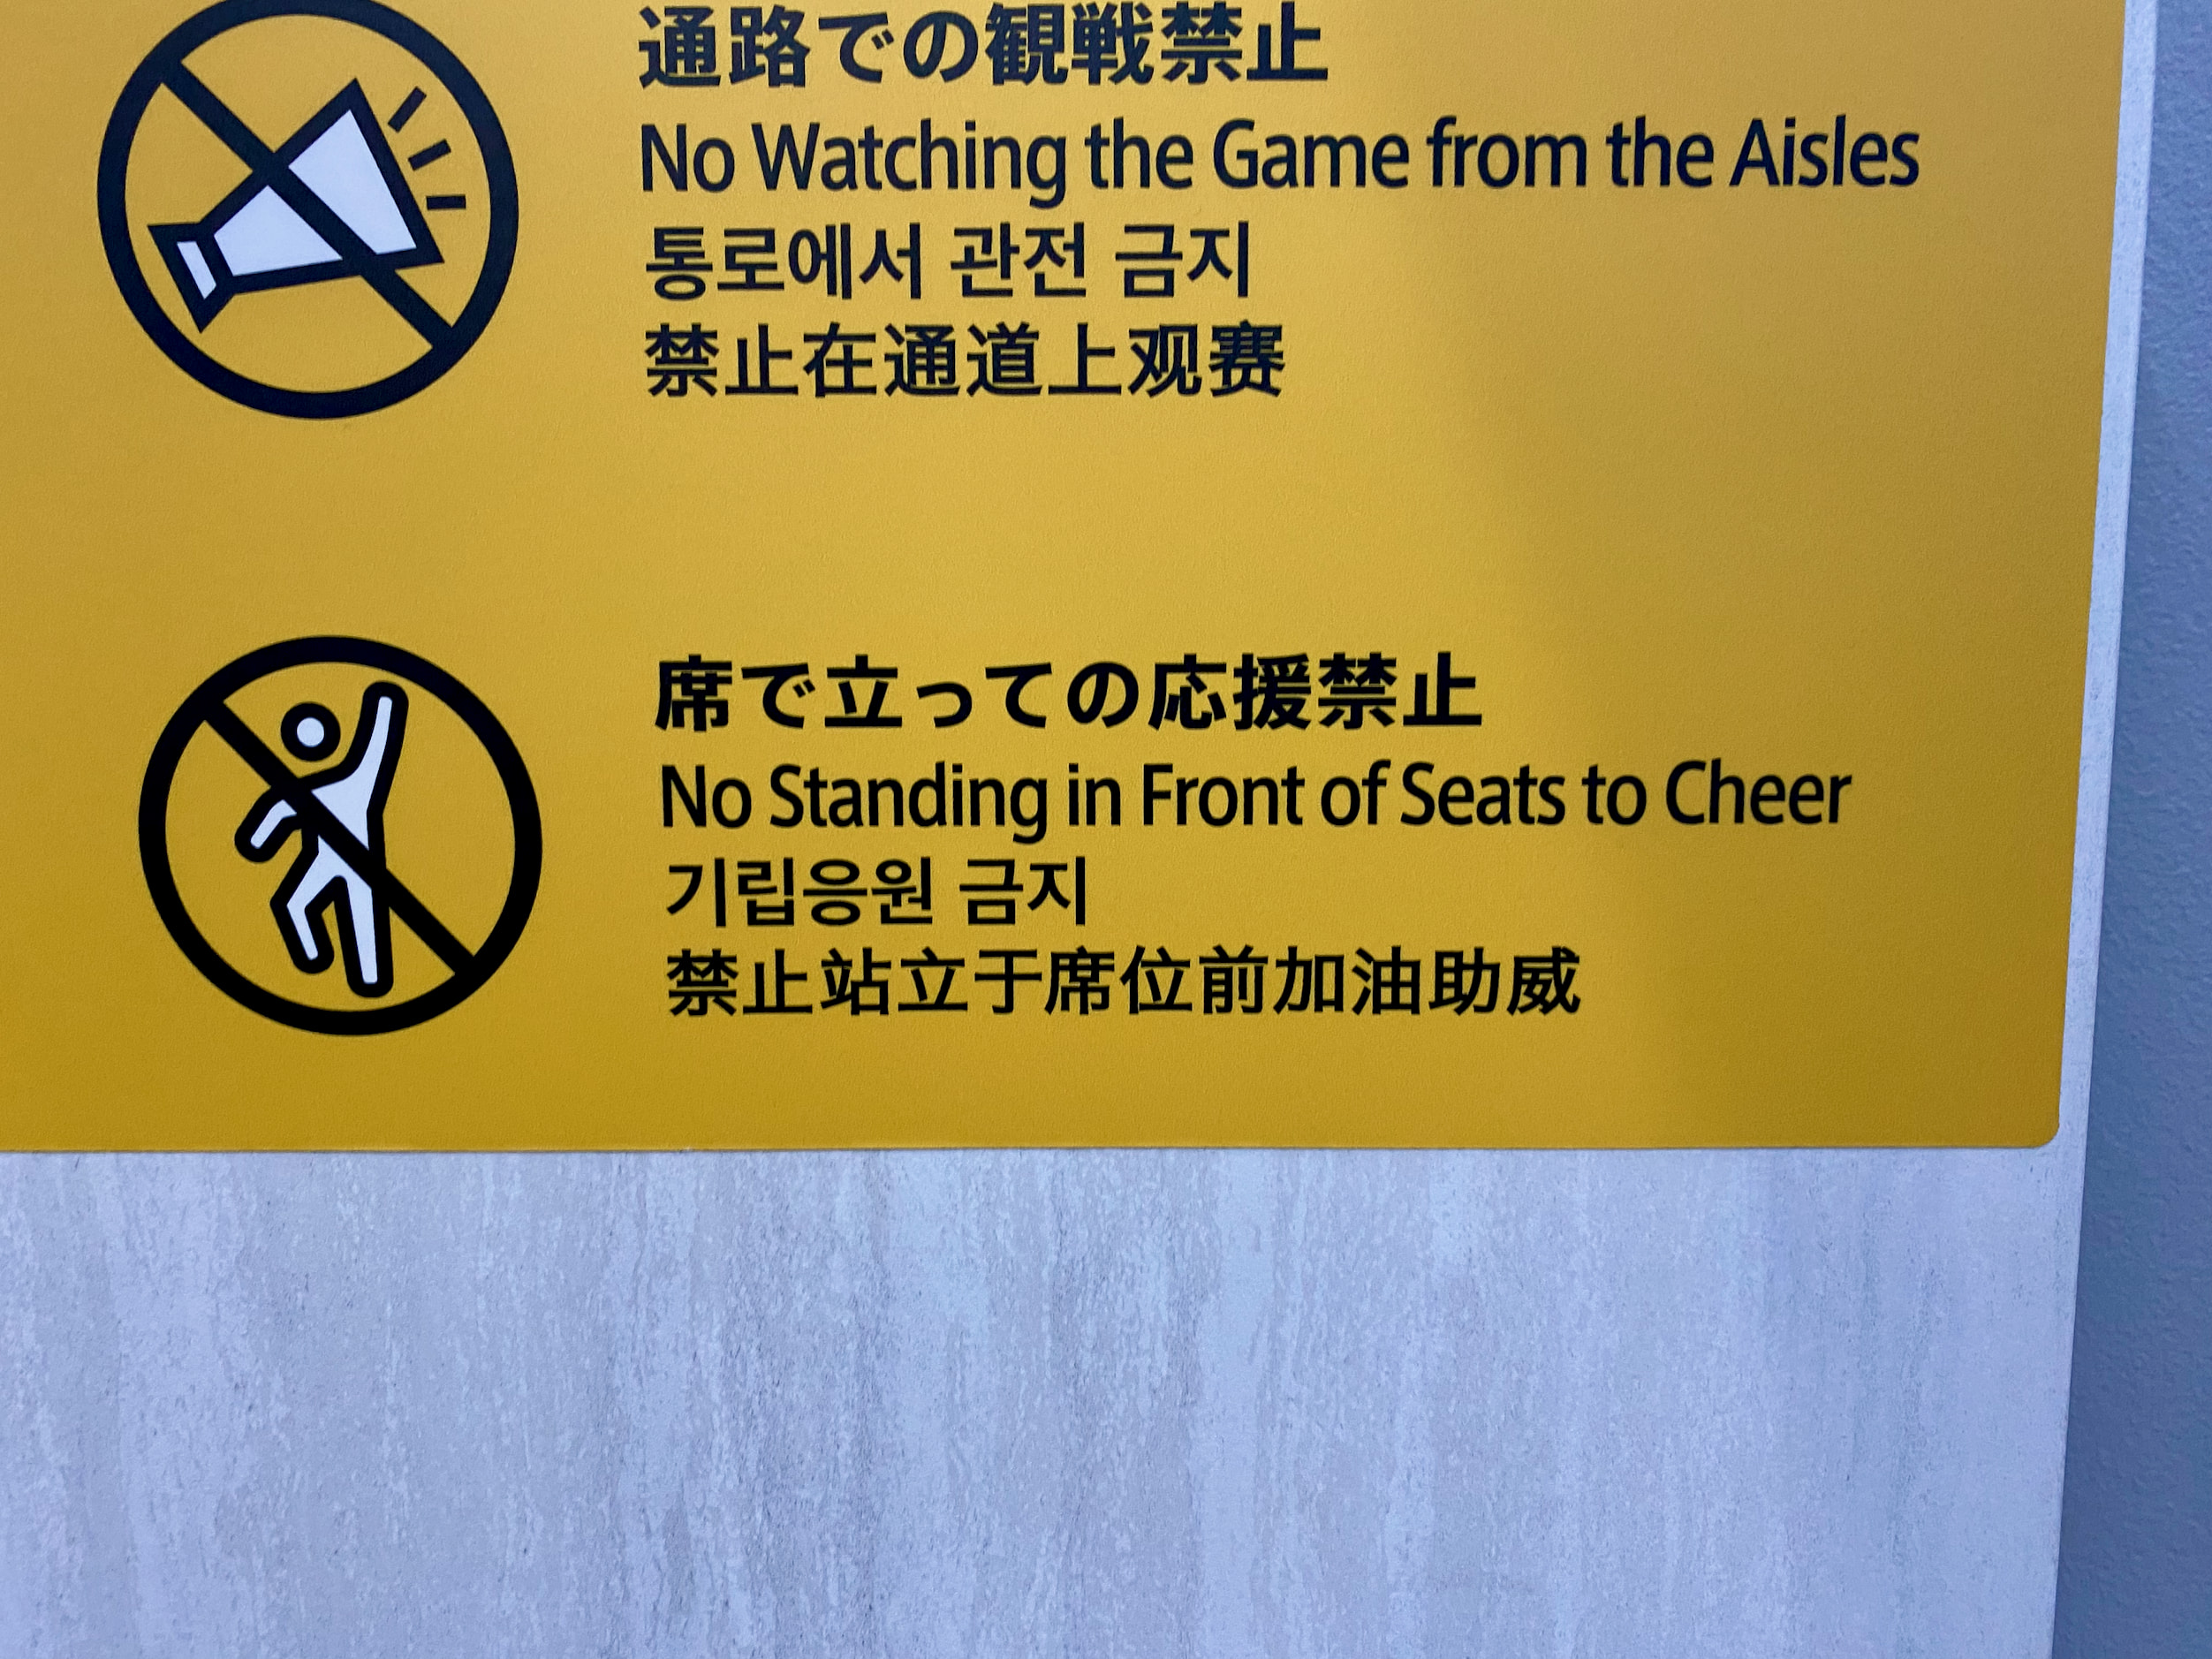 通路での観戦禁止
No Watching the Game from the Aisles
통로에서 관전 금지
禁止在通道上观赛
席で立っての応援禁止
No Standing in Front of Seats to Cheer
기립응원 금지
禁止站立于席位前加油助威